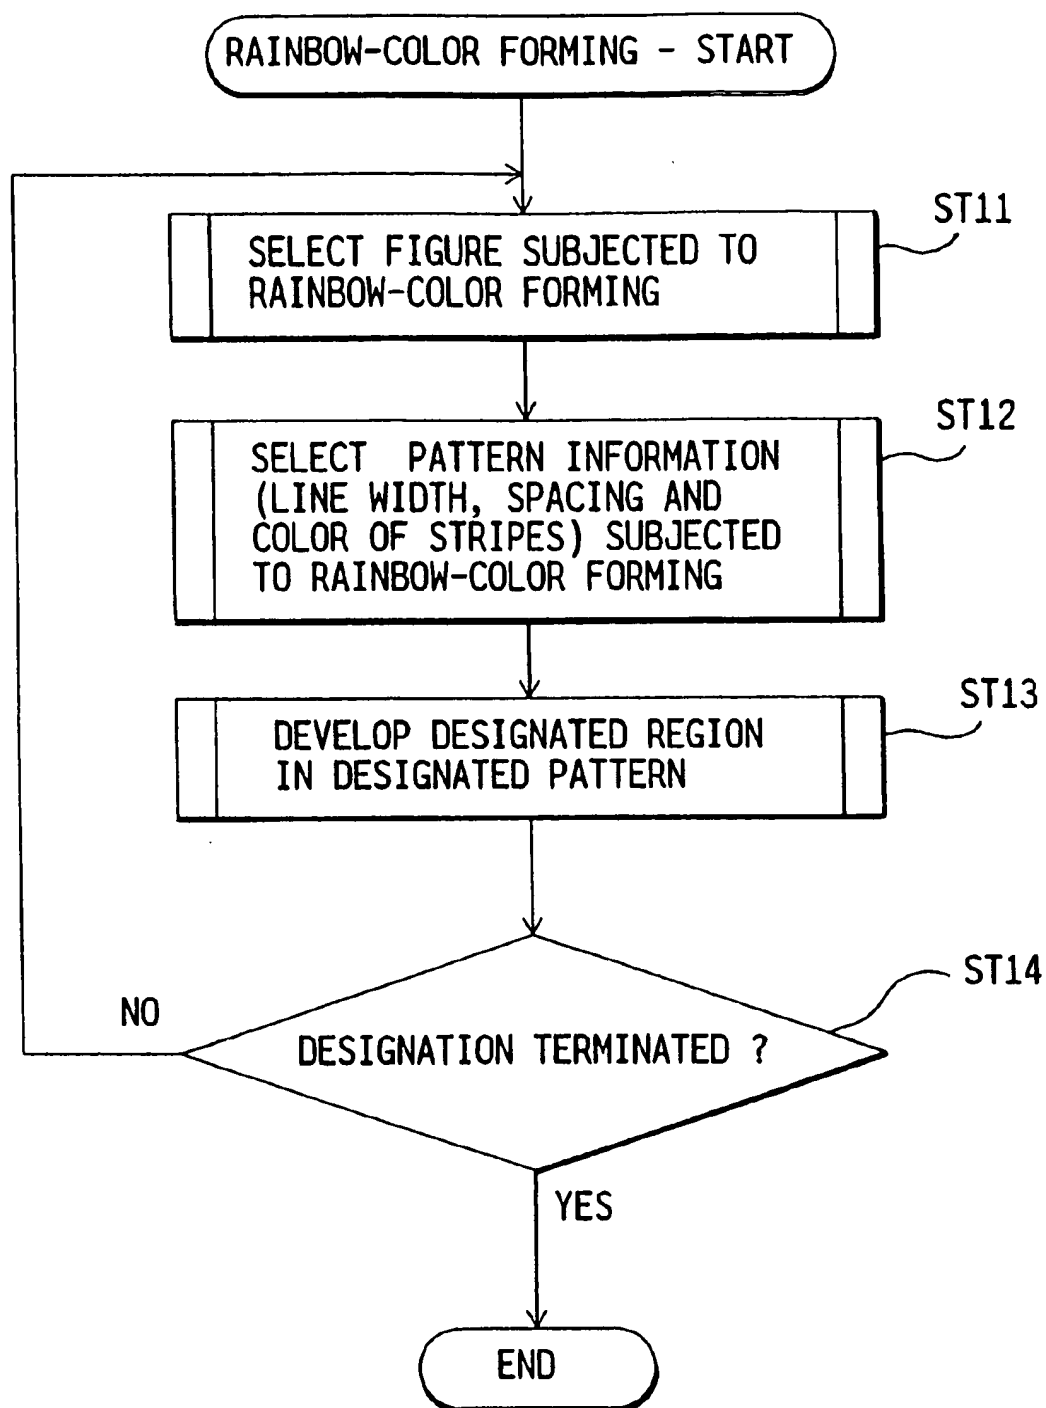 RAINBOW-COLOR FORMING - START
ST11
SELECT FIGURE SUBJECTED TO
RAINBOW-COLOR FORMING
ST12
SELECT PATTERN INFORMATION
(LINE WIDTH, SPACING AND
COLOR OF STRIPES) SUBJECTED
TO RAINBOW-COLOR FORMING
ST13
DEVELOP DESIGNATED REGION
IN DESIGNATED PATTERN
ST14
NO
DESIGNATION TERMINATED ?
YES
END